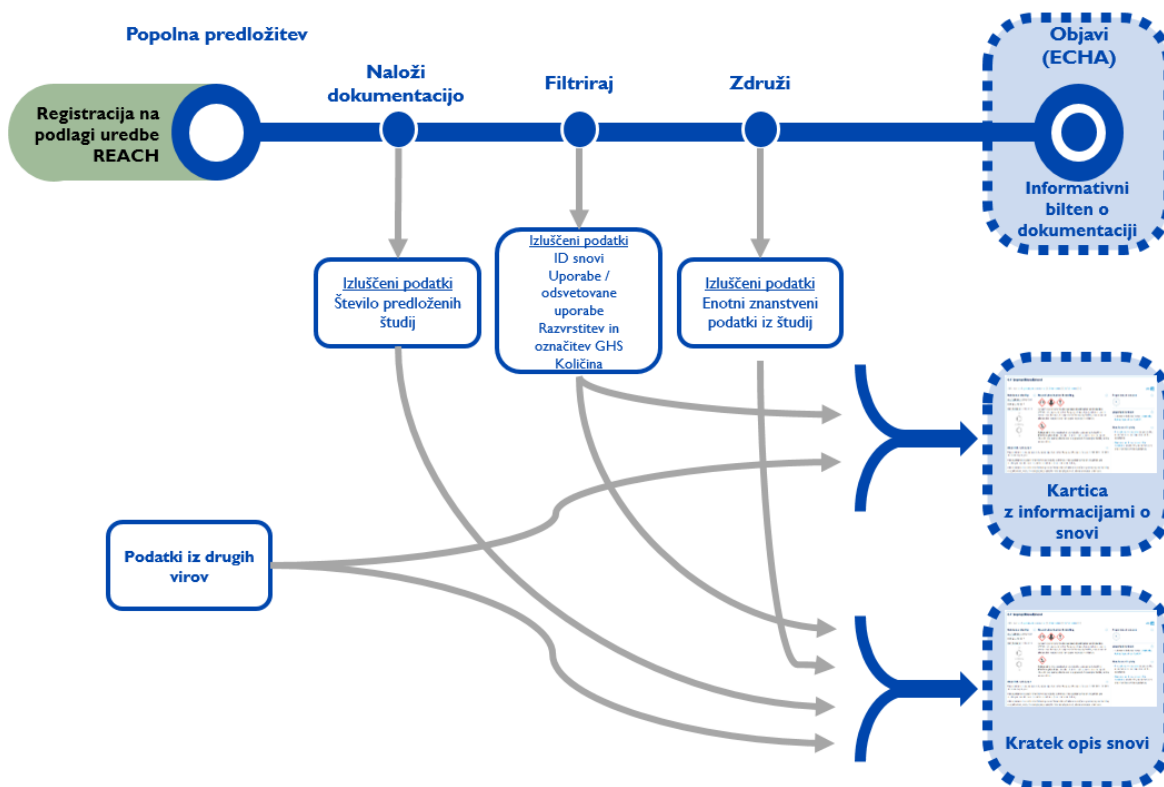 Popolna predložitev
Objavi
(ECHA)
Naloži
dokumentacijo
Filtriraj
Združi
Registracija na
podlagi uredbe
REACH
Informativni
bilten o
dokumentaciji
Izluščeni podatki
Število predloženih
študij
Izluščeni podatki
ID snovi
Uporabe /
odsvetovane
uporabe
Razvrstitev in
označitev GHS
Količina
Izluščeni podatki
Enotni znanstveni
podatki iz študij
Kartica
z informacijami o
snovi
Podatki iz drugih
virov
Kratek opis snovi